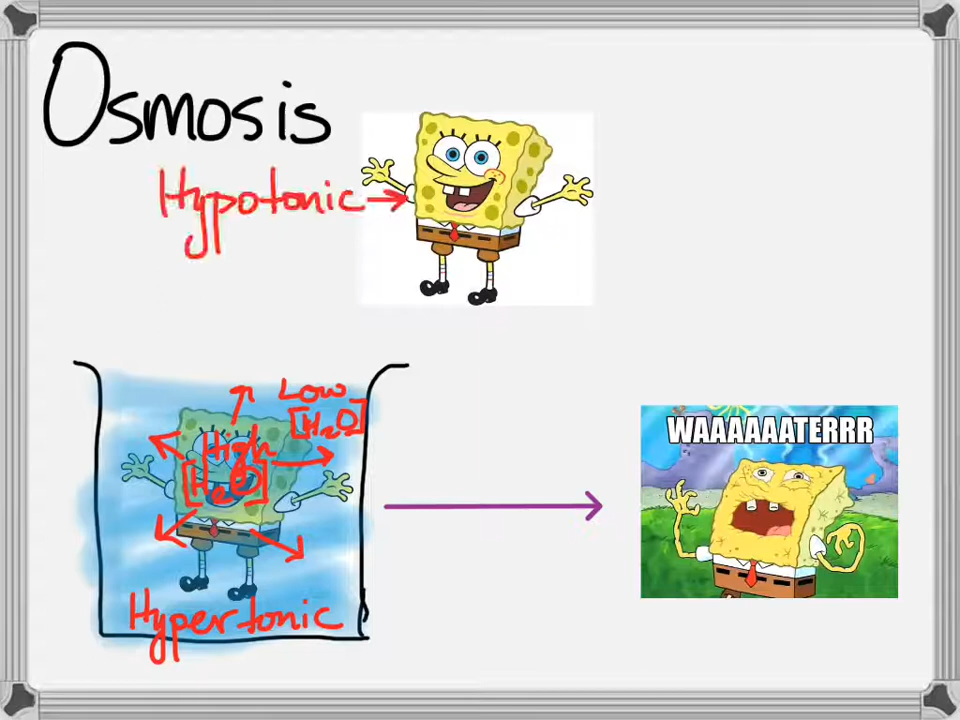 Osmosis
Hypotonic
Low
[H₂O]
High
[H₂O]
Hypertonic
WAAAAAATERRR